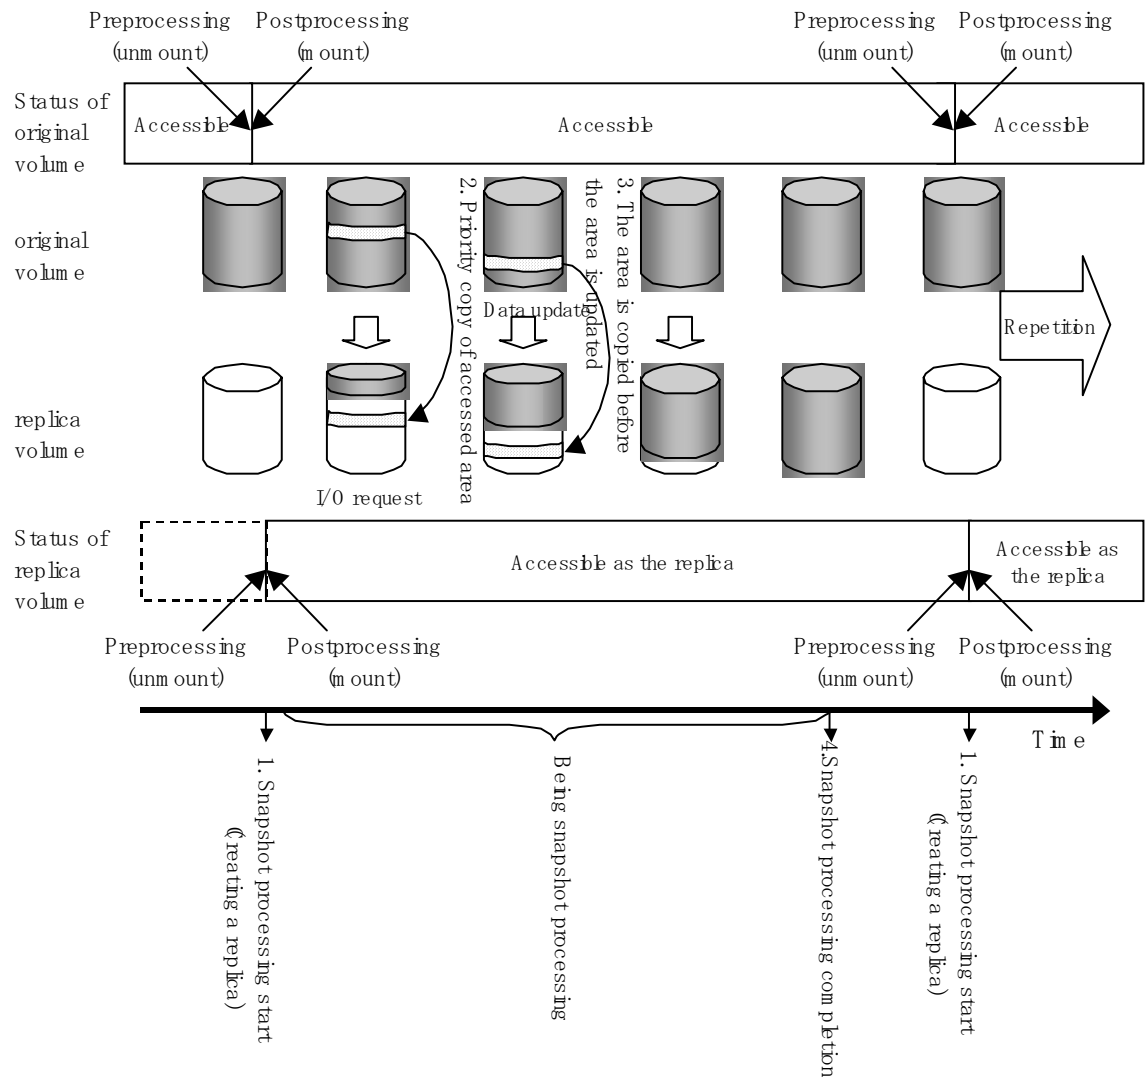 Preprocessing
(unmount)
Postprocessing
(mount)
Preprocessing
(unmount)
Postprocessing
(mount)
Status of
original
volume
Accessible
Accessible
Accessible
original
volume
2. Priority copy of accessed area
3. The area is copied before
the area is updated
Data update
Repetition
replica
volume
I/O request
Status of
replica
volume
Accessible as the replica
Accessible as
the replica
Preprocessing
(unmount)
Postprocessing
(mount)
Preprocessing
(unmount)
Postprocessing
(mount)
Time
1. Snapshot processing start
((Creating a replica)
Being snapshot processing
4.Snapshot processing completion
1. Snapshot processing start
((Creating a replica)